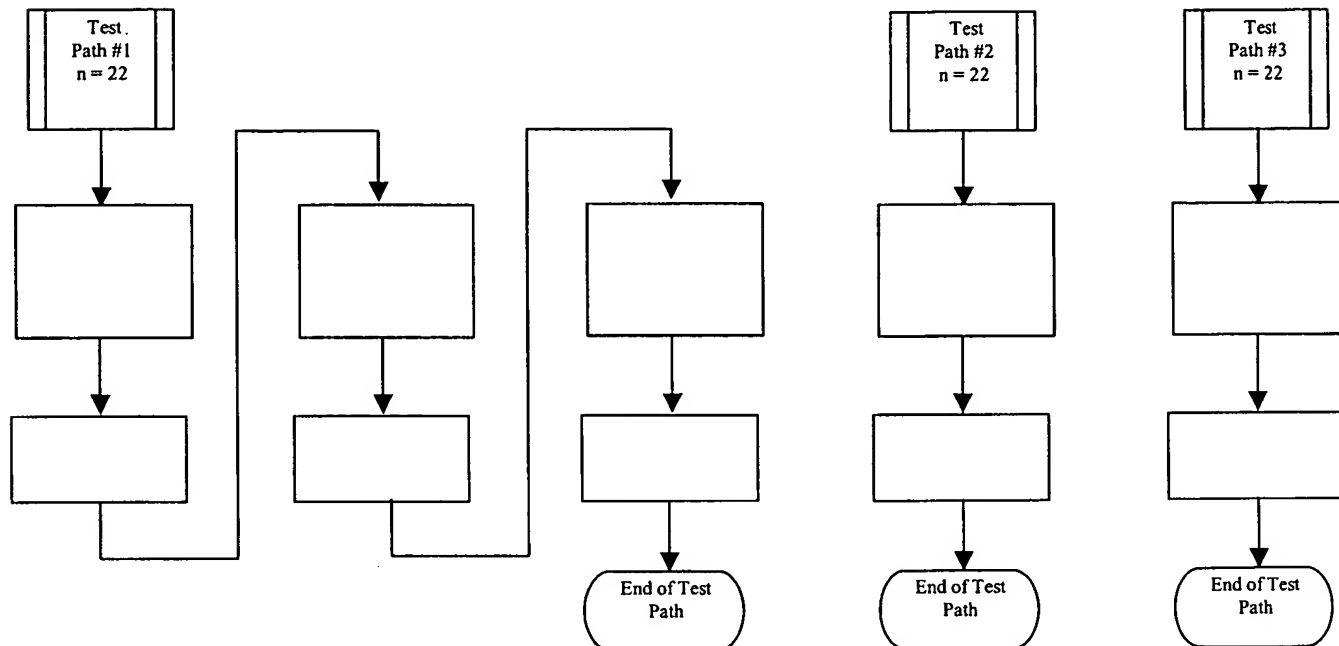 Test.
Path #1
n = 22
Test
Path #2
n = 22
Test
Path #3
n = 22
End of Test
Path
End of Test
Path
End of Test
Path